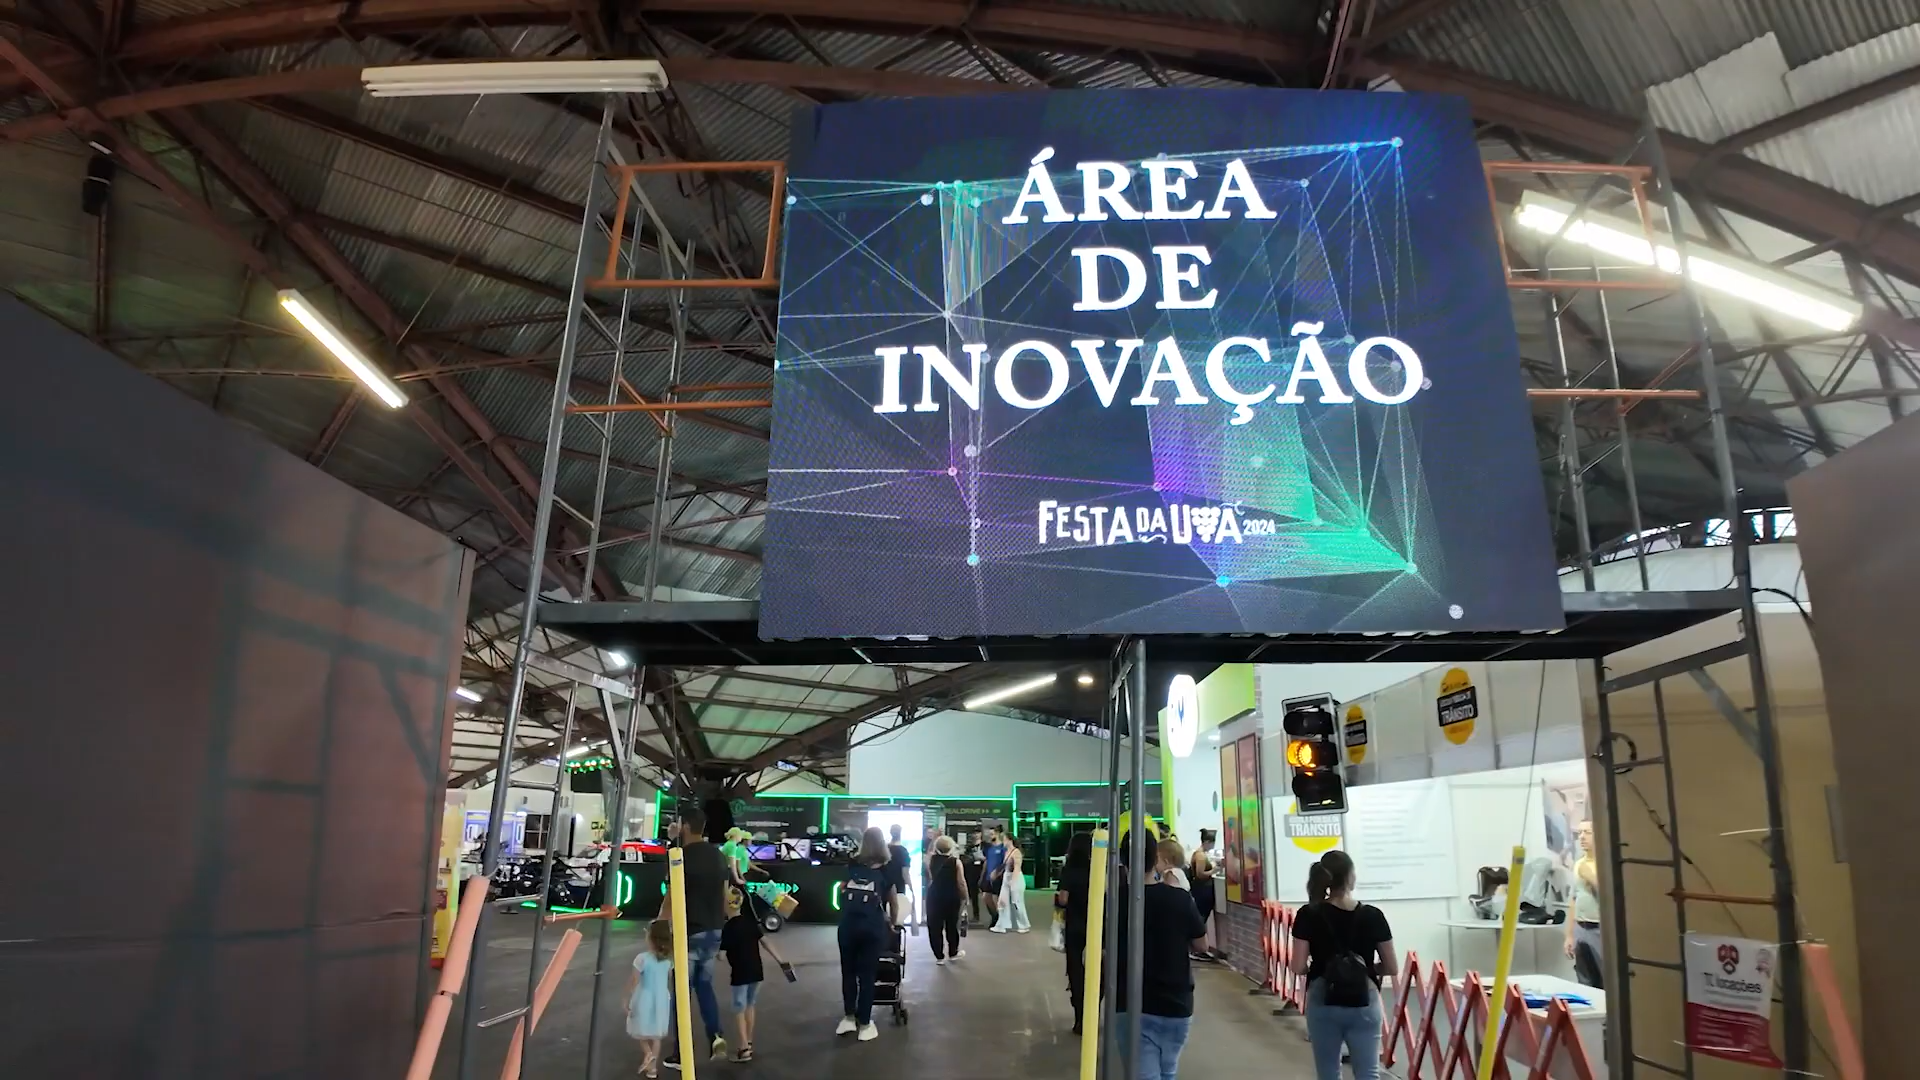 ÁREA
DE
INOVAÇÃO
FESTA DA UVA 2024
TRÂNSITO
TRÂNSITO
TL locações